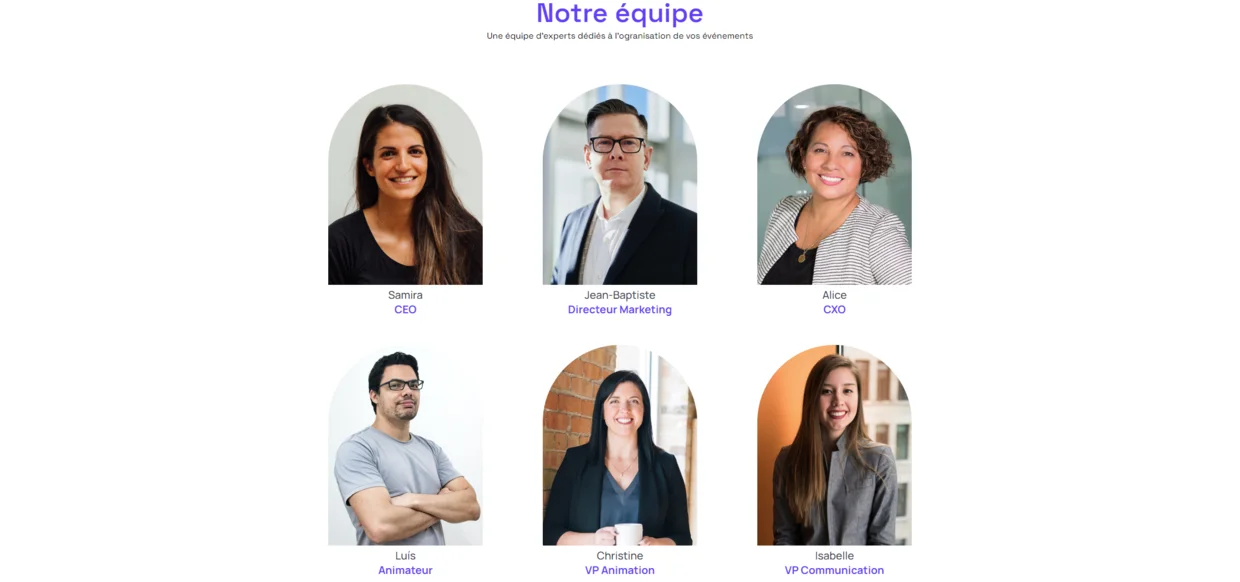 Notre équipe
Une équipe d'experts dédiés à l'ogranisation de vos événements
Samira
CEO
Jean-Baptiste
Directeur Marketing
Alice
CXO
Luis
Animateur
Christine
VP Animation
Isabelle
VP Communication